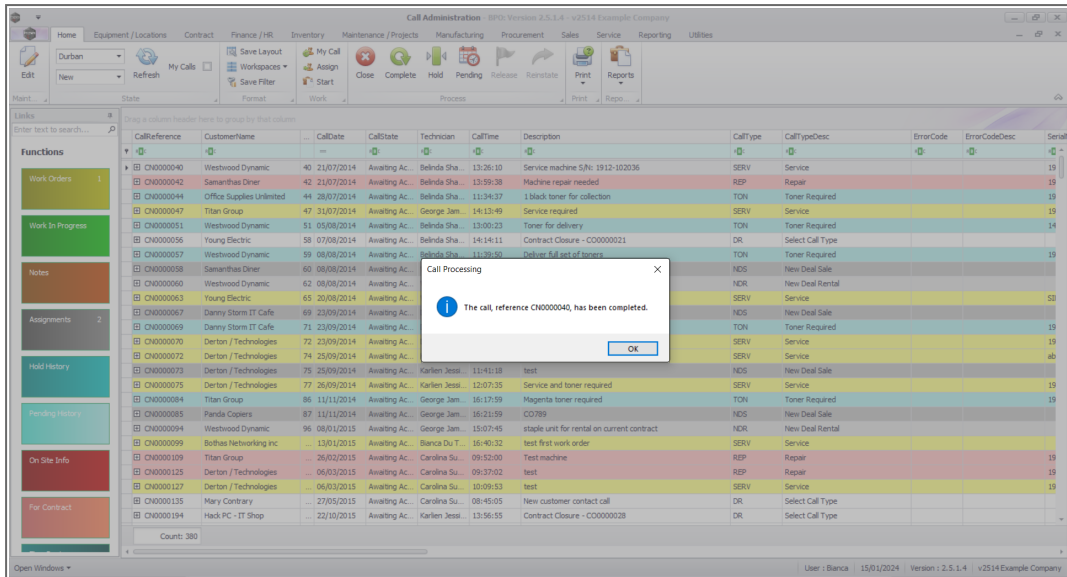 Call Administration - BPO: Version 2.5.1.4 - v2514 Example Company
Home Equipment / Locations Contract Finance / HR Inventory Maintenance / Projects Manufacturing Procurement Sales Service Reporting Utilities
Durban
New
Edit
Refresh
My Calls
Save Layout
Workspaces
Save Filter
My Call
Assign
Start
Close Complete Hold Pending Release Reinstate
Print
Reports
Maint... State Format Work Process Print Repo...
Links
Enter text to search...
Drag a column header here to group by that column
Functions
Work Orders 1
Work In Progress
Notes
Assignments 2
Hold History
Pending History
On Site Info
For Contract
CallReference CustomerName ... CallDate CallState Technician CallTime Description CallType CallTypeDesc ErrorCode ErrorCodeDesc Serial
CN0000040 Westwood Dynamic 40 21/07/2014 Awaiting Ac... Belinda Sha... 13:26:10 Service machine S/N: 1912-102036 SERV Service 19
CN0000042 Samanthas Diner 42 21/07/2014 Awaiting Ac... Belinda Sha... 13:59:38 Machine repair needed REP Repair 19
CN0000044 Office Supplies Unlimited 44 28/07/2014 Awaiting Ac... Belinda Sha... 11:34:37 1 black toner for collection TON Toner Required 19
CN0000047 Titan Group 47 31/07/2014 Awaiting Ac... George Jam... 14:13:49 Service required SERV Service 19
CN0000051 Westwood Dynamic 51 05/08/2014 Awaiting Ac... Belinda Sha... 13:00:23 Toner for delivery TON Toner Required 14
CN0000056 Young Electric 58 07/08/2014 Awaiting Ac... Belinda Sha... 14:14:11 Contract Closure - CO0000021 DR Select Call Type
CN0000057 Westwood Dynamic 59 08/08/2014 Awaiting Ac... Belinda Sha... 11:39:50 Deliver full set of toners TON Toner Required 19
CN0000058 Samanthas Diner 60 08/08/2014 Awaiting Ac... NDS New Deal Sale
CN0000060 Westwood Dynamic 62 08/08/2014 Awaiting Ac... NDR New Deal Rental
CN0000063 Young Electric 65 20/08/2014 Awaiting Ac... SERV Service
CN0000067 Danny Storm IT Cafe 69 23/09/2014 Awaiting Ac... NDS New Deal Sale
CN0000069 Danny Storm IT Cafe 71 23/09/2014 Awaiting Ac... TON Toner Required 19
CN0000070 Derton / Technologies 72 23/09/2014 Awaiting Ac... SERV Service 19
CN0000072 Derton / Technologies 74 25/09/2014 Awaiting Ac... SERV Service ab
CN0000073 Derton / Technologies 75 25/09/2014 Awaiting Ac... Karlien Jessi... 11:41:18 test NDS New Deal Sale
CN0000075 Derton / Technologies 77 26/09/2014 Awaiting Ac... Karlien Jessi... 12:07:35 Service and toner required SERV Service 19
CN0000084 Titan Group 86 11/11/2014 Awaiting Ac... George Jam... 16:17:59 Magenta toner required TON Toner Required 19
CN0000085 Panda Copiers 87 11/11/2014 Awaiting Ac... George Jam... 16:21:59 CO789 NDS New Deal Sale
CN0000094 Westwood Dynamic 96 08/01/2015 Awaiting Ac... George Jam... 15:07:45 staple unit for rental on current contract NDR New Deal Rental
CN0000099 Bothas Networking inc ... 13/01/2015 Awaiting Ac... Bianca Du T... 16:40:32 test first work order SERV Service
CN0000109 Titan Group ... 26/02/2015 Awaiting Ac... Carolina Su... 09:52:00 Test machine REP Repair 19
CN0000125 Derton / Technologies ... 06/03/2015 Awaiting Ac... Carolina Su... 09:37:02 test REP Repair 19
CN0000127 Derton / Technologies ... 06/03/2015 Awaiting Ac... Carolina Su... 10:09:53 test SERV Service 19
CN0000135 Mary Contrary ... 27/05/2015 Awaiting Ac... Carolina Su... 08:45:05 New customer contact call DR Select Call Type
CN0000194 Hack PC - IT Shop ... 22/10/2015 Awaiting Ac... Karlien Jessi... 13:56:55 Contract Closure - CO0000028 DR Select Call Type
Count: 380
Call Processing
The call, reference CN0000040, has been completed.
OK
Open Windows
User : Bianca 15/01/2024 Version : 2.5.1.4 v2514 Example Company